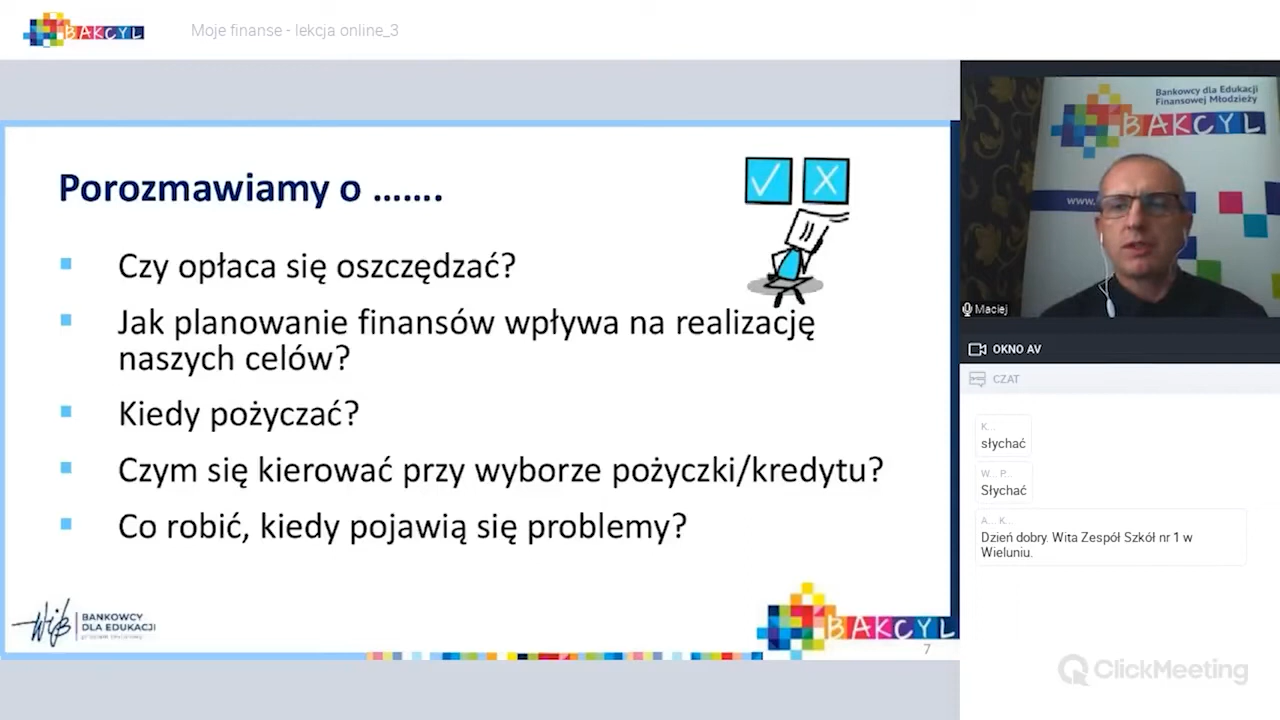 BAKCYL
Moje finanse - lekcja online_3
Porozmawiamy o .......
Czy opłaca się oszczędzać?
Jak planowanie finansów wpływa na realizację
naszych celów?
Kiedy pożyczać?
Czym się kierować przy wyborze pożyczki/kredytu?
Co robić, kiedy pojawią się problemy?
WIB
BANKOWCY
DLA EDUKACJI
BAKCYL
7
Bankowcy dla Edukacji
Finansowej Młodzieży
BAKCYL
www.
Maciej
OKNO AV
CZAT
K...
słychać
W... P...
Słychać
A... K...
Dzień dobry. Wita Zespół Szkół nr 1 w
Wieluniu.
ClickMeeting